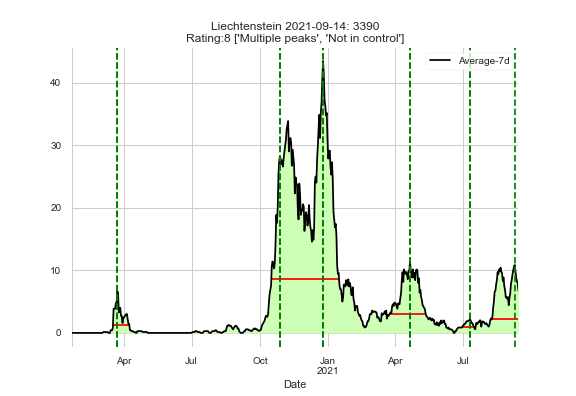 Liechtenstein 2021-09-14: 3390
Rating:8 ['Multiple peaks', 'Not in control']
Average-7d
40
30
20
10
0
Apr
Jul
Oct
Jan
2021
Apr
Jul
Date